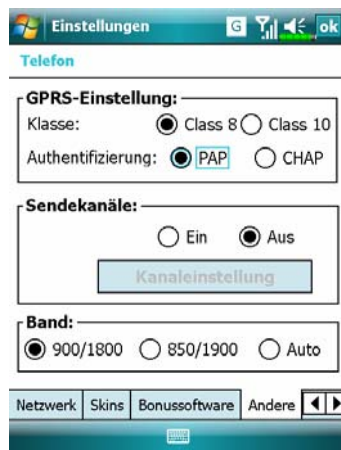 Einstellungen G ok
Telefon
GPRS-Einstellung:
Klasse: Class 8 Class 10
Authentifizierung: PAP CHAP
Sendekanäle:
Ein Aus
Kanaleinstellung
Band:
900/1800 850/1900 Auto
Netzwerk Skins Bonussoftware Andere